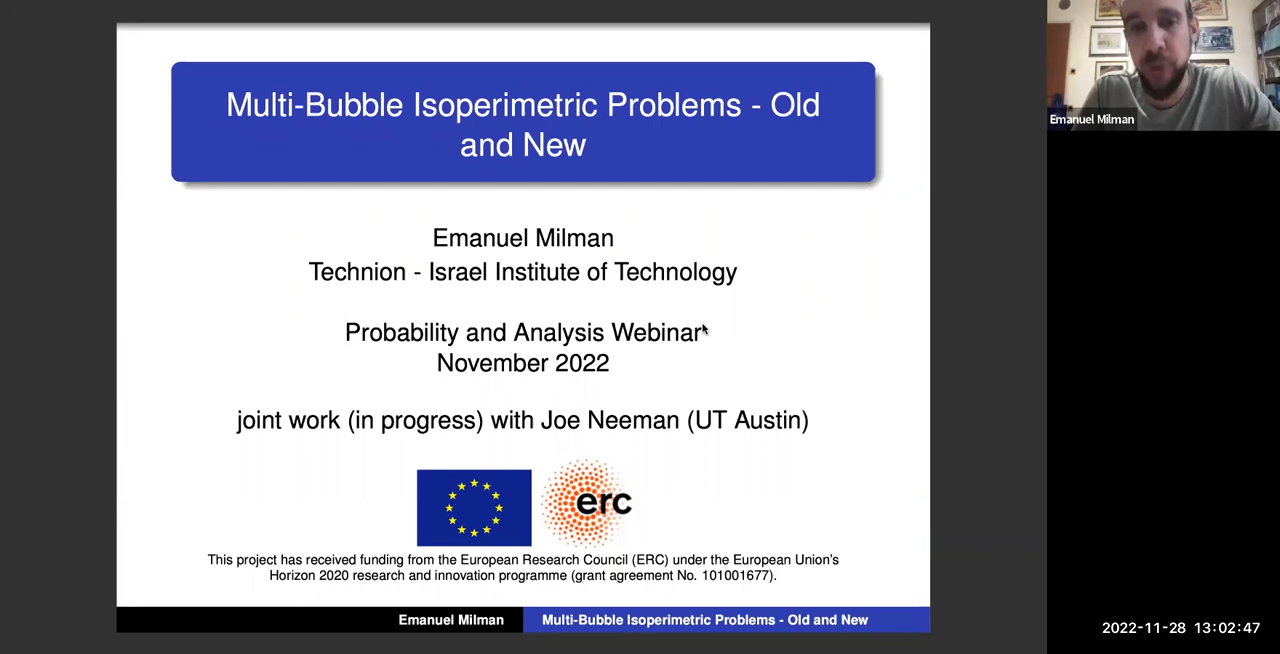 Multi-Bubble Isoperimetric Problems - Old
and New
Emanuel Milman
Technion - Israel Institute of Technology
Probability and Analysis Webinar
November 2022
joint work (in progress) with Joe Neeman (UT Austin)
erc
This project has received funding from the European Research Council (ERC) under the European Union's
Horizon 2020 research and innovation programme (grant agreement No. 101001677).
Emanuel Milman
Multi-Bubble Isoperimetric Problems - Old and New
Emanuel Milman
2022-11-28 13:02:47